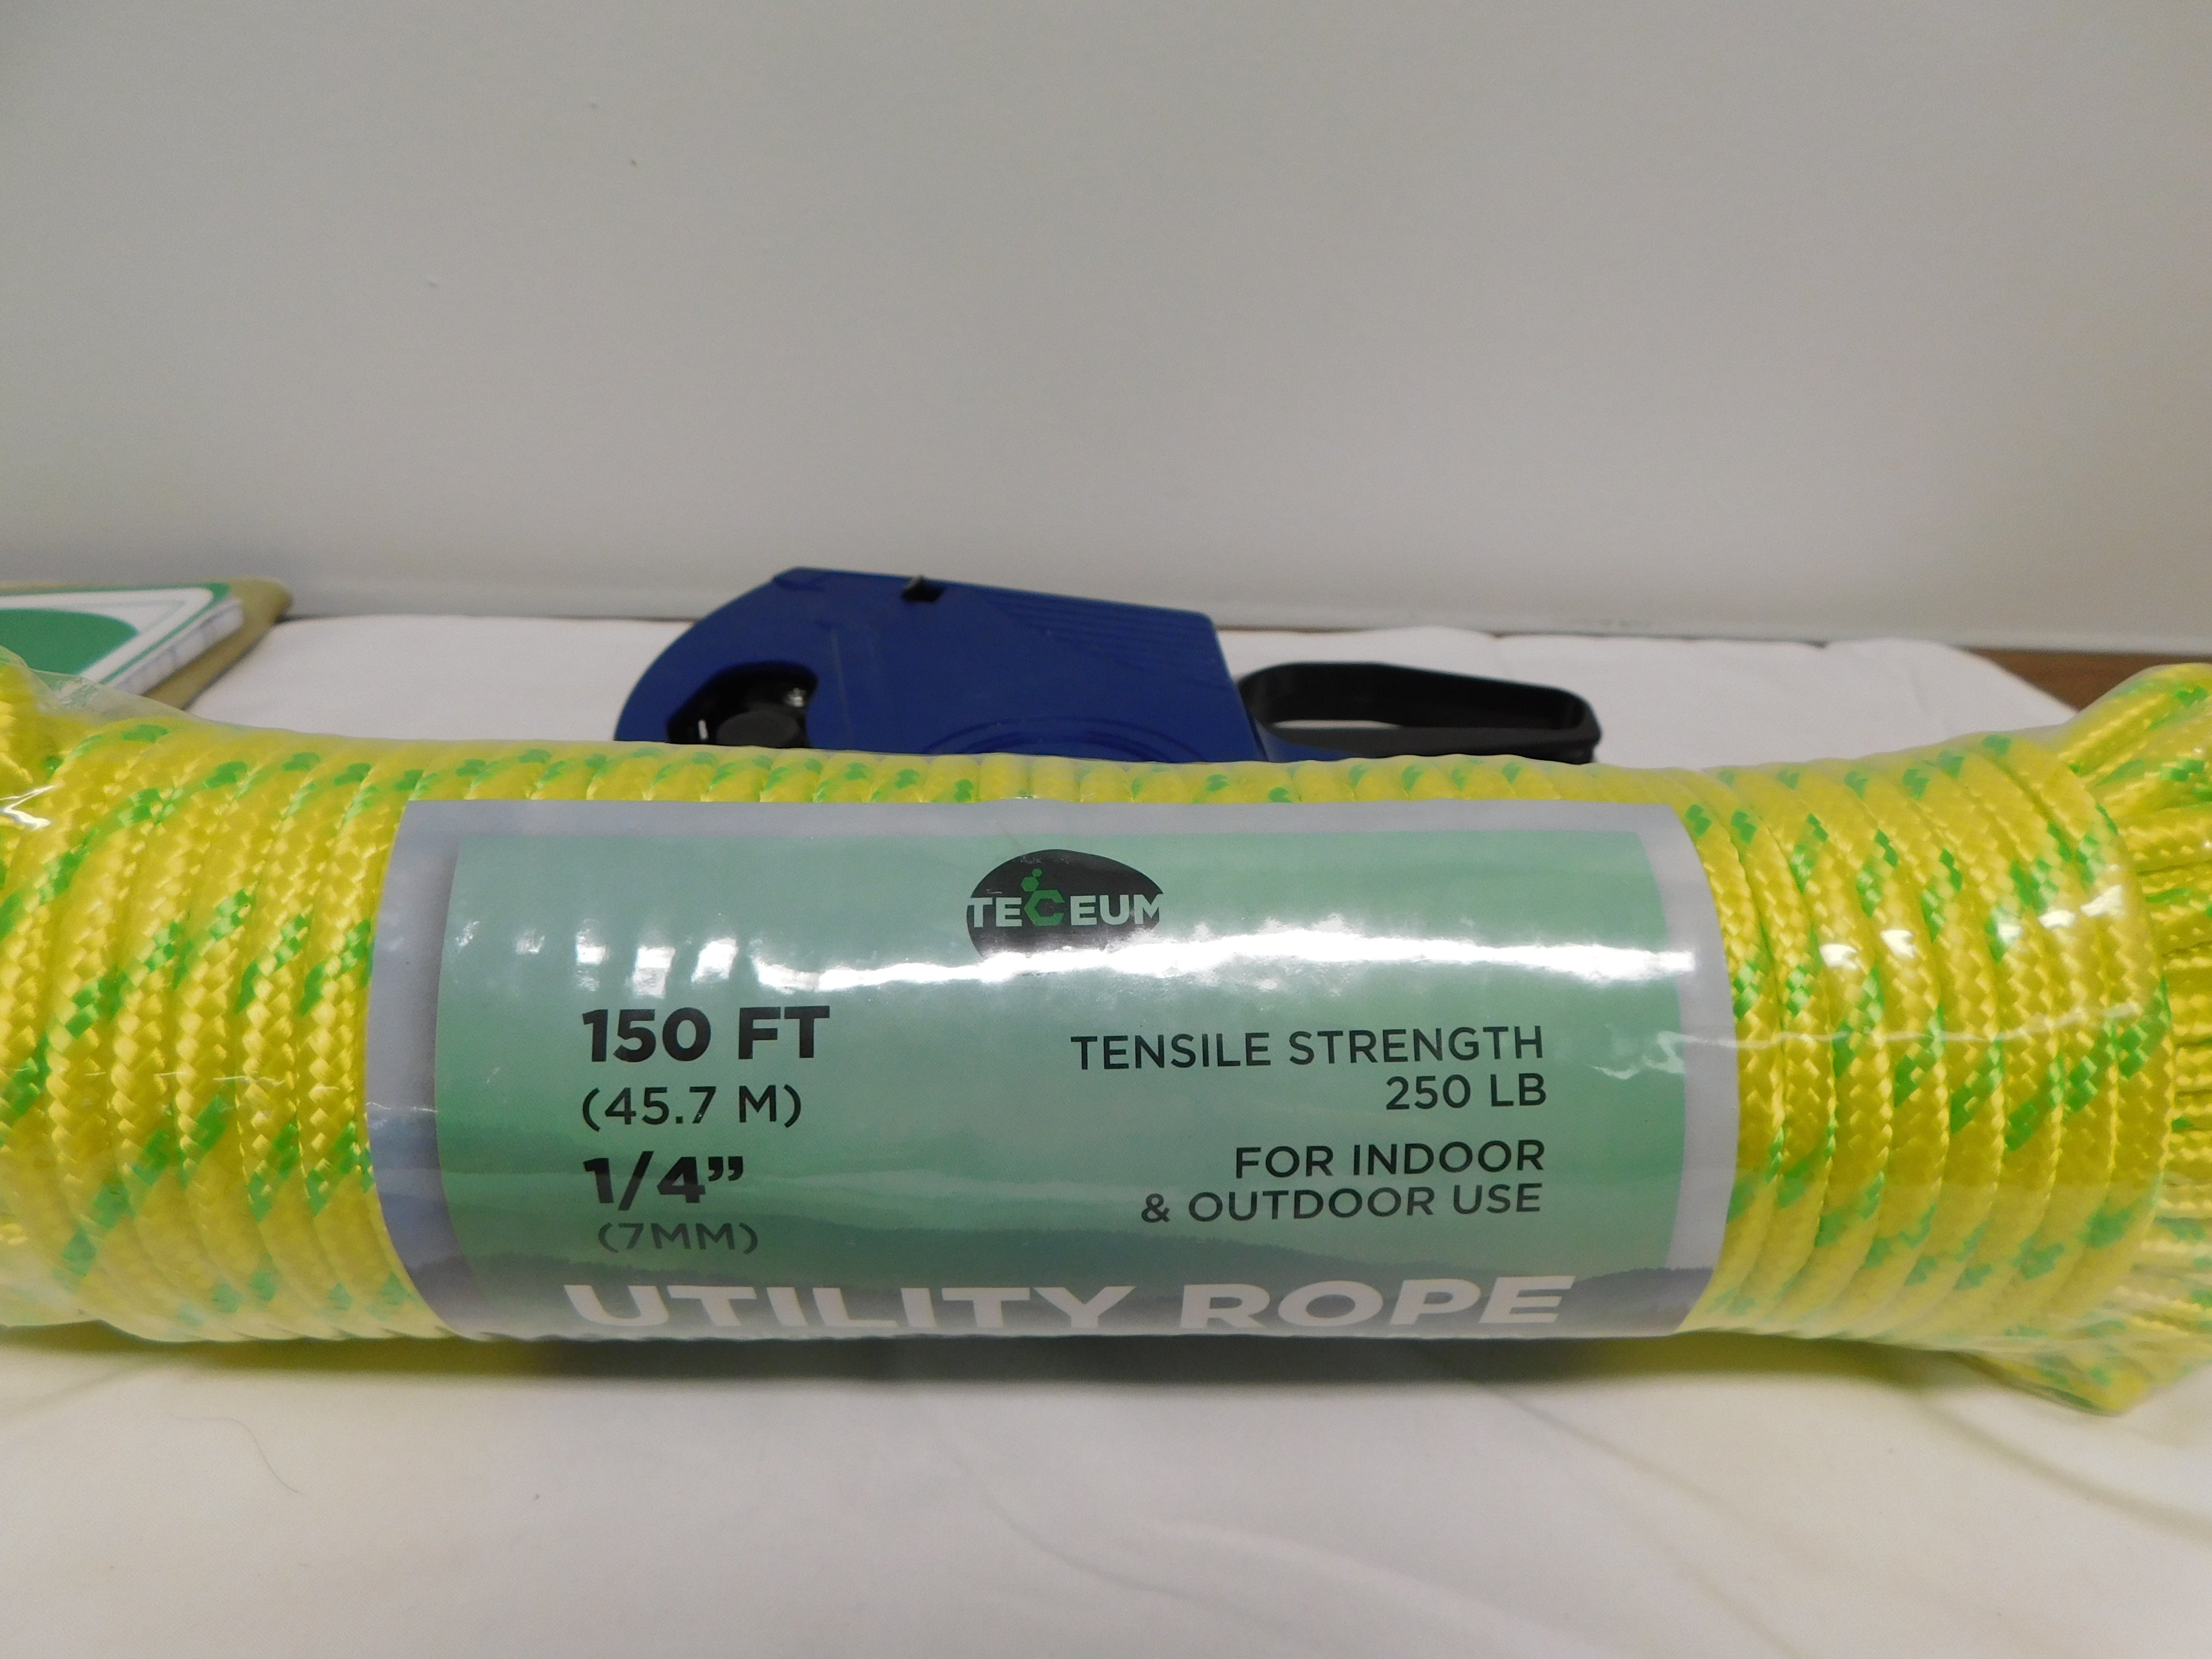 TECEUM
150 FT
(45.7 M)
1/4”
(7MM)
TENSILE STRENGTH
250 LB
FOR INDOOR
& OUTDOOR USE
UTILITY ROPE